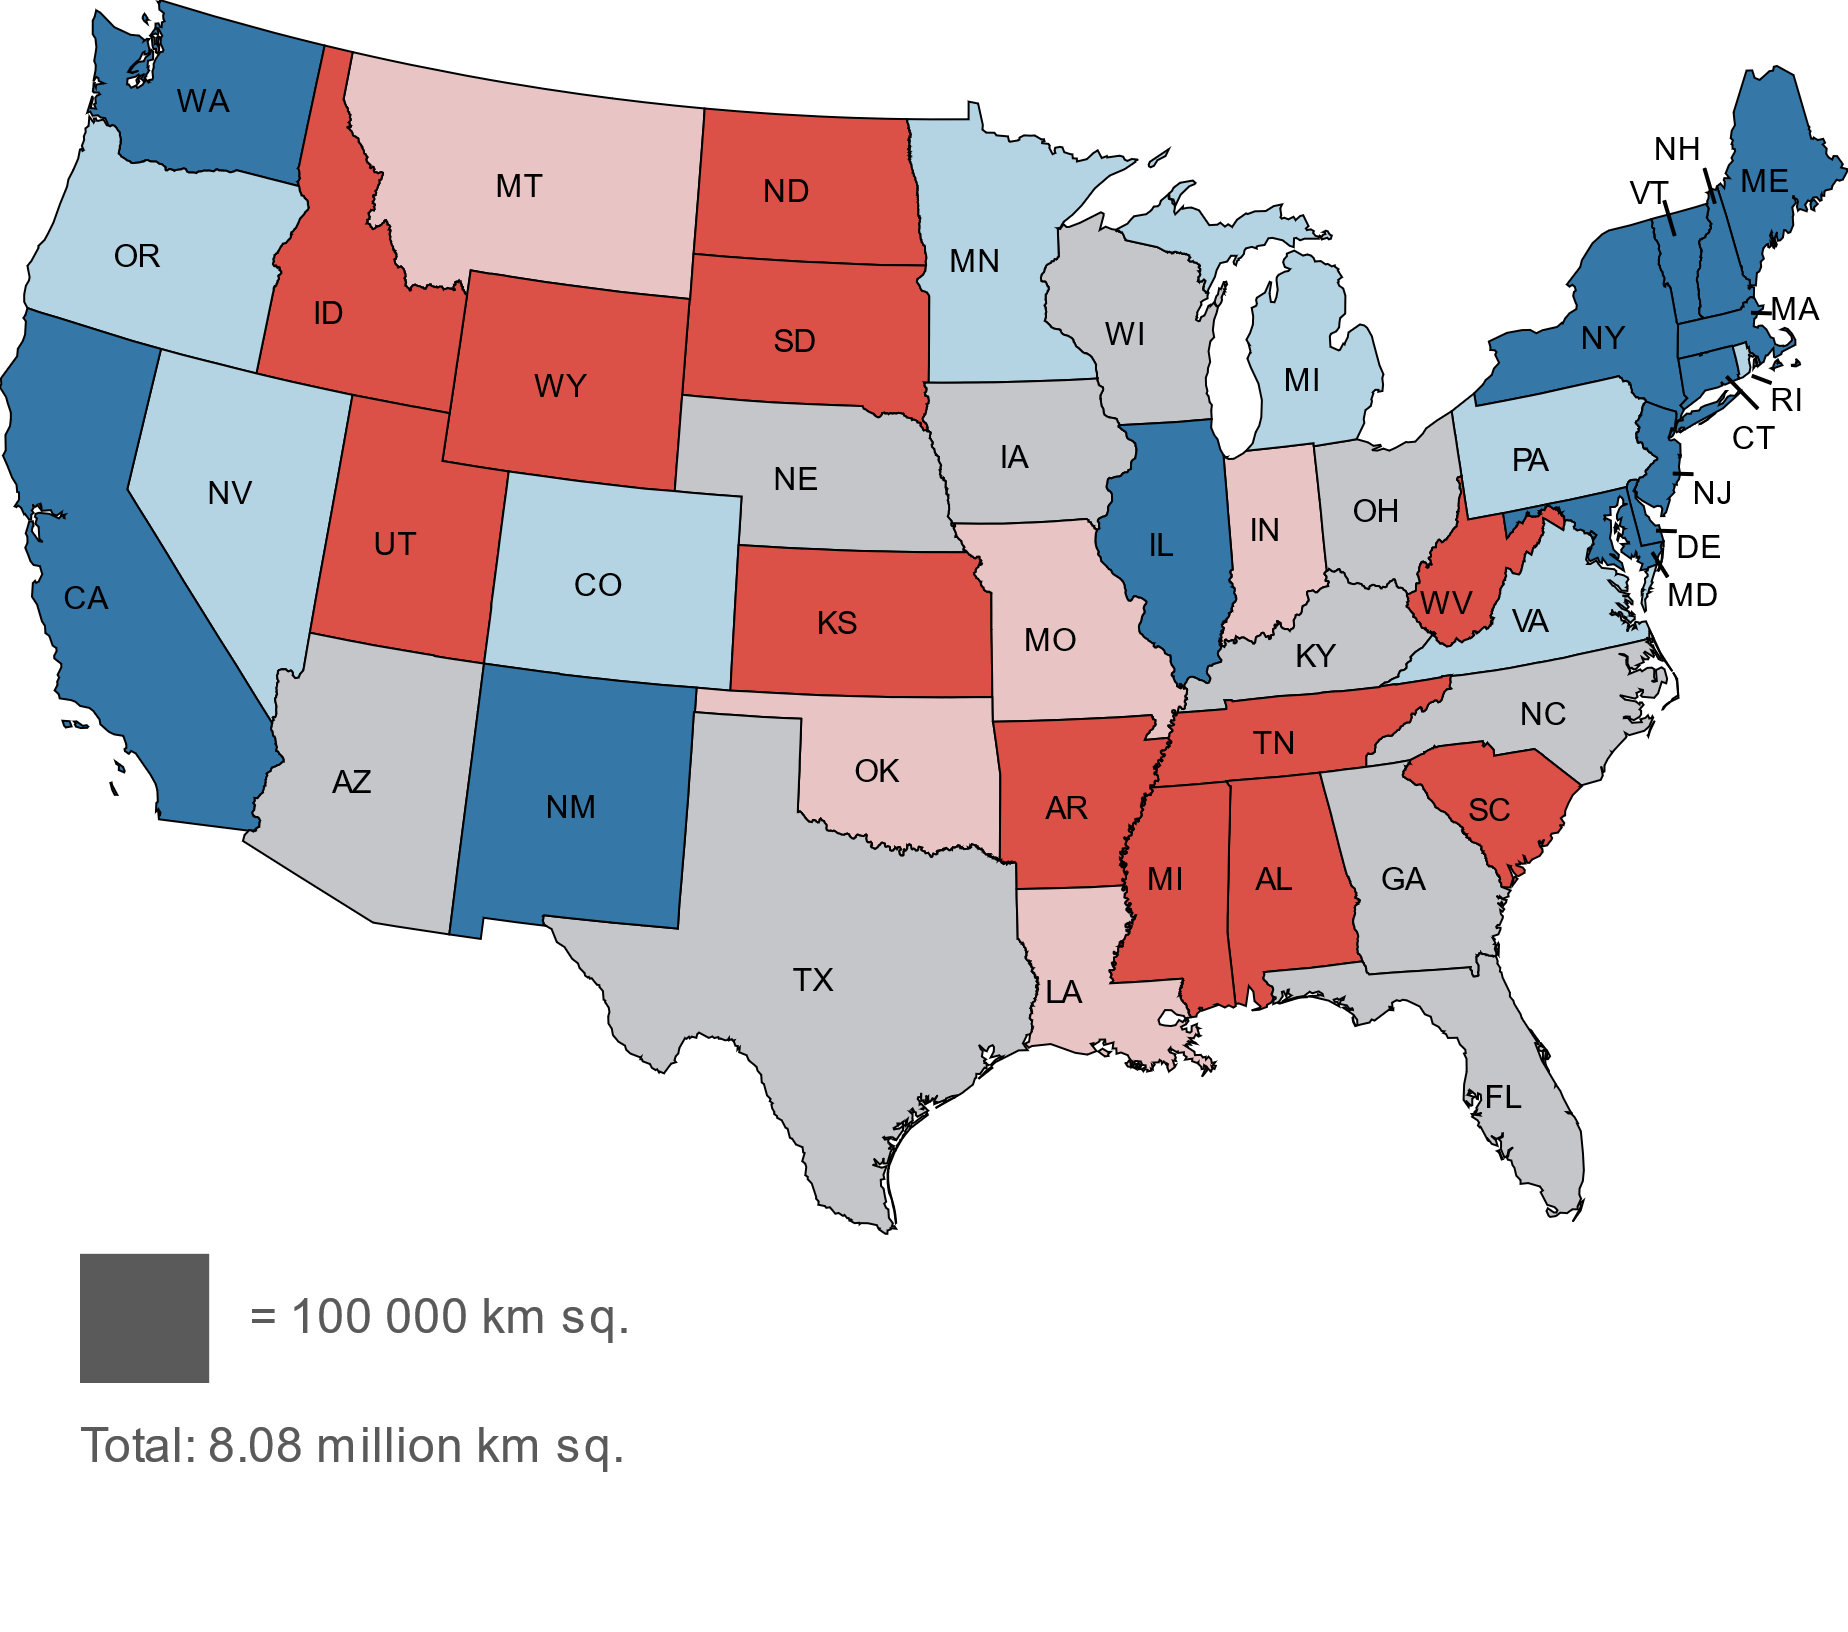 WA
MT
ND
OR
ID
MN
NH
VT
ME
SD
WI
WY
MI
NY
MA
RI
CT
NE
IA
PA
NJ
NV
UT
CO
IL
IN
OH
DE
MD
CA
KS
MO
WV
VA
KY
NC
AZ
NM
OK
TN
AR
SC
MI
AL
GA
TX
LA
FL
= 100 000 km sq.
Total: 8.08 million km sq.